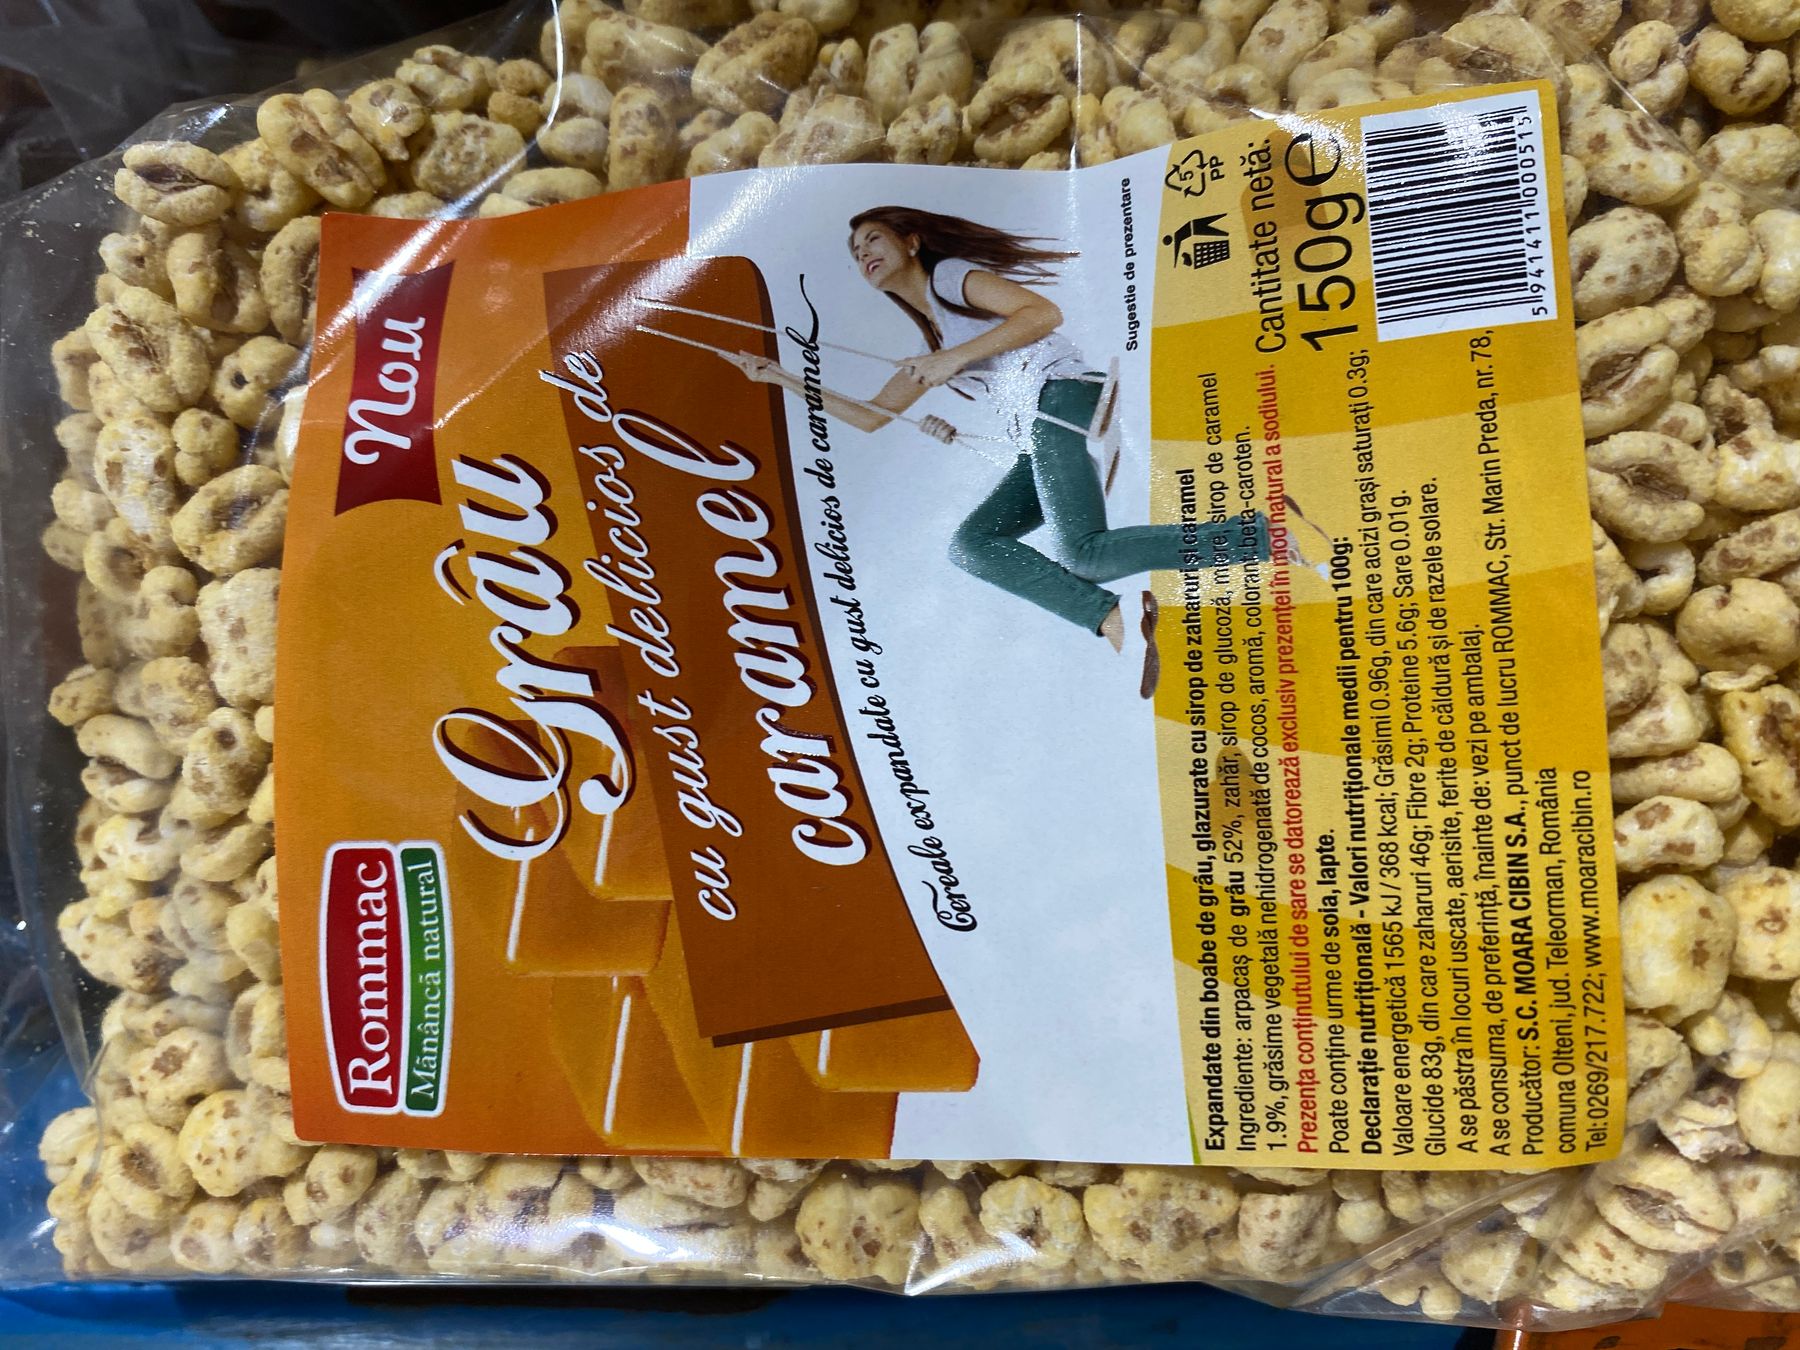 Rommac
Mănâncă natural
nou
Grâu
cu gust delicios de
caramel
Cereale expandate cu gust delicios de caramel
Sugestie de prezentare
Expandate din boabe de grâu, glazurate cu sirop de zaharuri și caramel
Ingrediente: arpacaș de grâu 52%, zahăr, sirop de glucoză, miere, sirop de caramel
1.9%, grăsime vegetală nehidrogenată de cocos, aromă, colorant: beta-caroten.
Prezența conținutului de sare se datorează exclusiv prezenței în mod natural a sodiului.
Poate conține urme de soia, lapte.
Declarație nutrițională - Valori nutriționale medii pentru 100g:
Valoare energetică 1565 kJ / 368 kcal; Grăsimi 0.96g, din care acizi grași saturați 0.3g;
Glucide 83g, din care zaharuri 46g; Fibre 2g; Proteine 5.6g; Sare 0.01g.
A se păstra în locuri uscate, aerisite, ferite de căldură și de razele solare.
A se consuma, de preferință, înainte de: vezi pe ambalaj.
Producător: S.C. MOARA CIBIN S.A., punct de lucru ROMMAC, Str. Marin Preda, nr. 78,
comuna Olteni, jud. Teleorman, România
Tel: 0269/217.722; www.moaracibin.ro
5
PP
Cantitate netă:
150g e
5 941411 000515